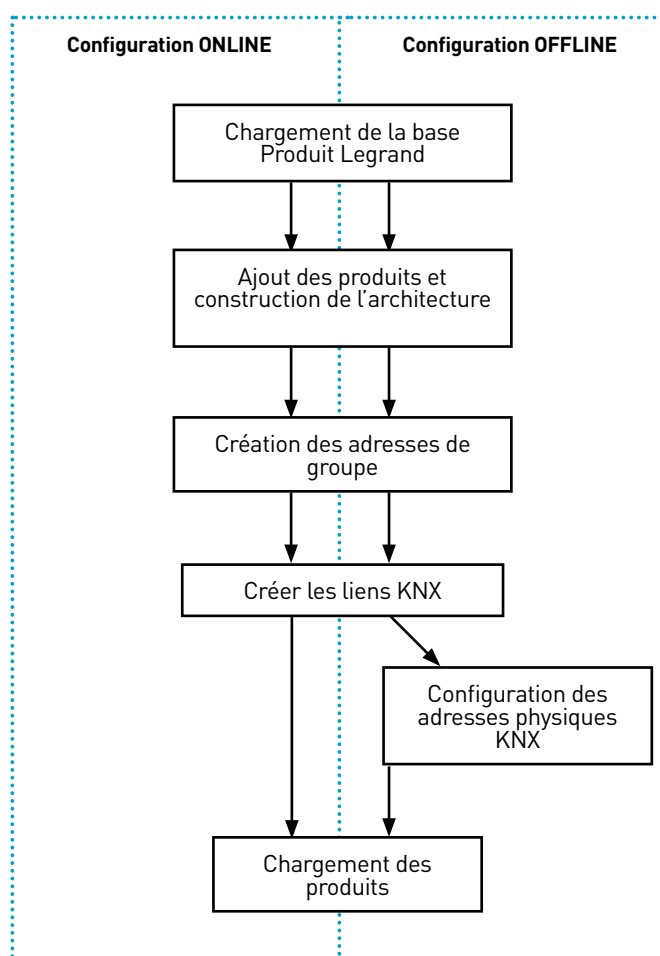 Configuration ONLINE
Configuration OFFLINE
Chargement de la base
Produit Legrand
Ajout des produits et
construction de l'architecture
Création des adresses de
groupe
Créer les liens KNX
Configuration des
adresses physiques
KNX
Chargement des
produits